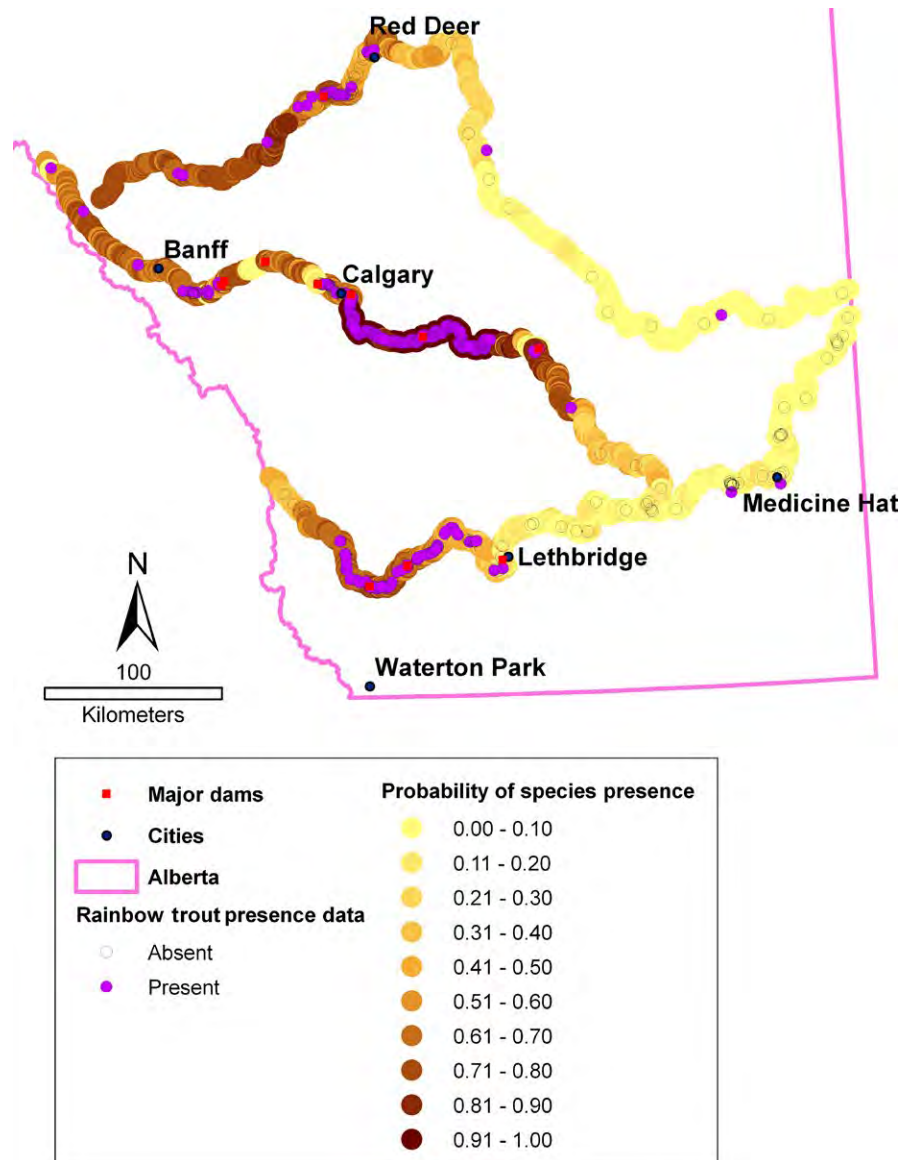 Red Deer
Banff
Calgary
Medicine Hat
Lethbridge
N
Waterton Park
100
Kilometers
Major dams
Cities
Alberta
Rainbow trout presence data
Absent
Present
Probability of species presence
0.00 - 0.10
0.11 - 0.20
0.21 - 0.30
0.31 - 0.40
0.41 - 0.50
0.51 - 0.60
0.61 - 0.70
0.71 - 0.80
0.81 - 0.90
0.91 - 1.00